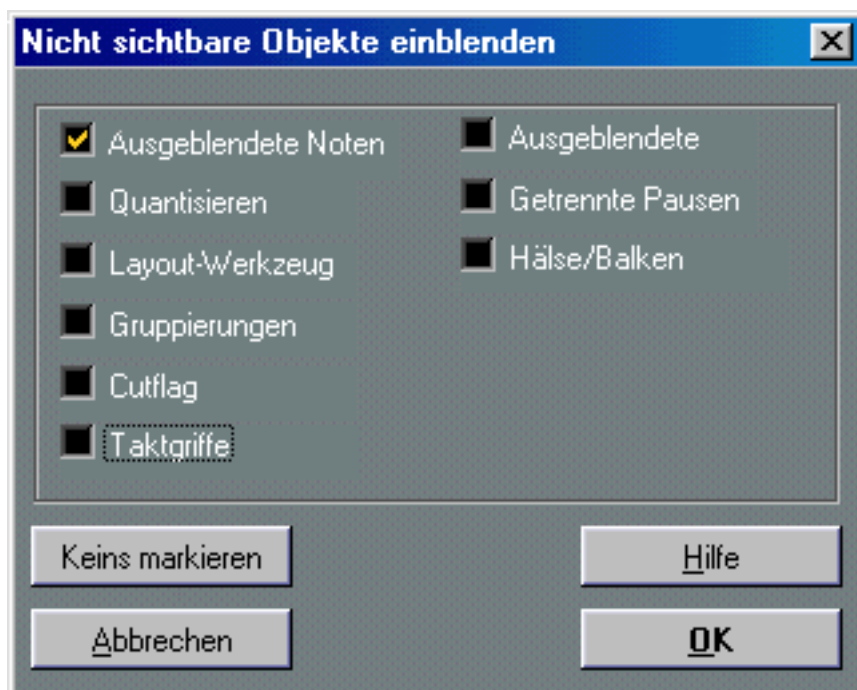 Nicht sichtbare Objekte einblenden
Ausgeblendete Noten
Quantisieren
Layout-Werkzeug
Gruppierungen
Cutflag
Taktgriffe
Ausgeblendete
Getrennte Pausen
Hälse/Balken
Keins markieren
Hilfe
Abbrechen
OK